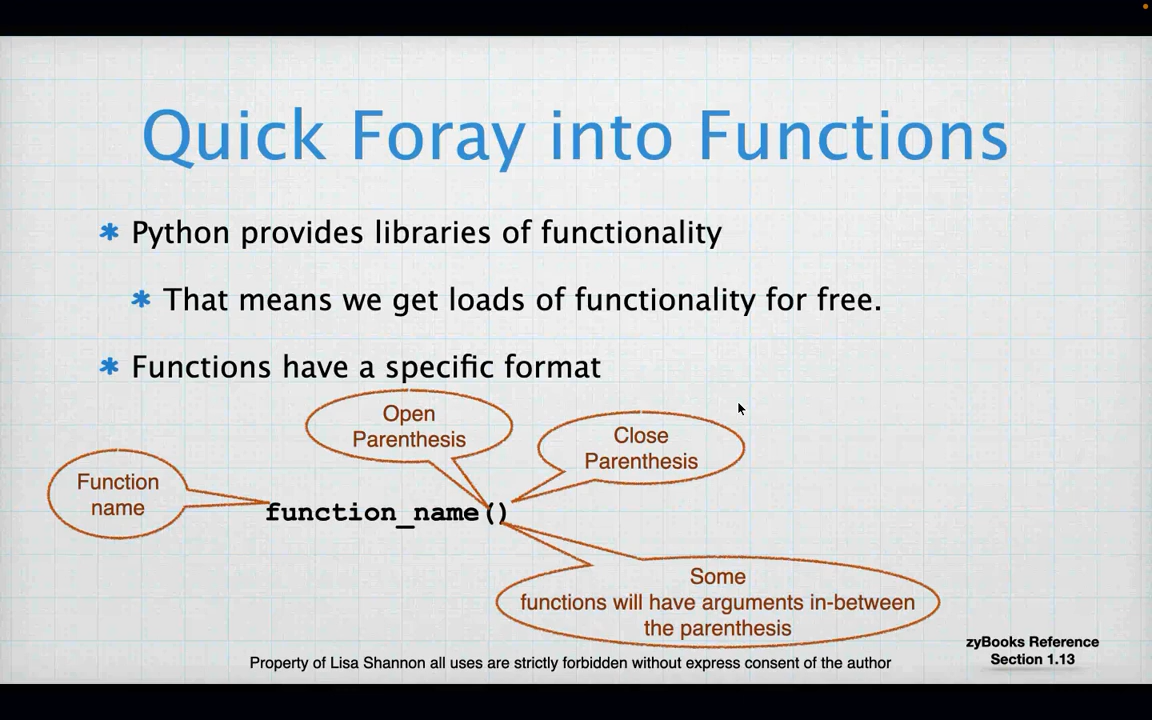 Quick Foray into Functions
Python provides libraries of functionality
That means we get loads of functionality for free.
Functions have a specific format
Open
Parenthesis
Close
Parenthesis
Function
name
function_name()
Some
functions will have arguments in-between
the parenthesis
zyBooks Reference
Section 1.13
Property of Lisa Shannon all uses are strictly forbidden without express consent of the author